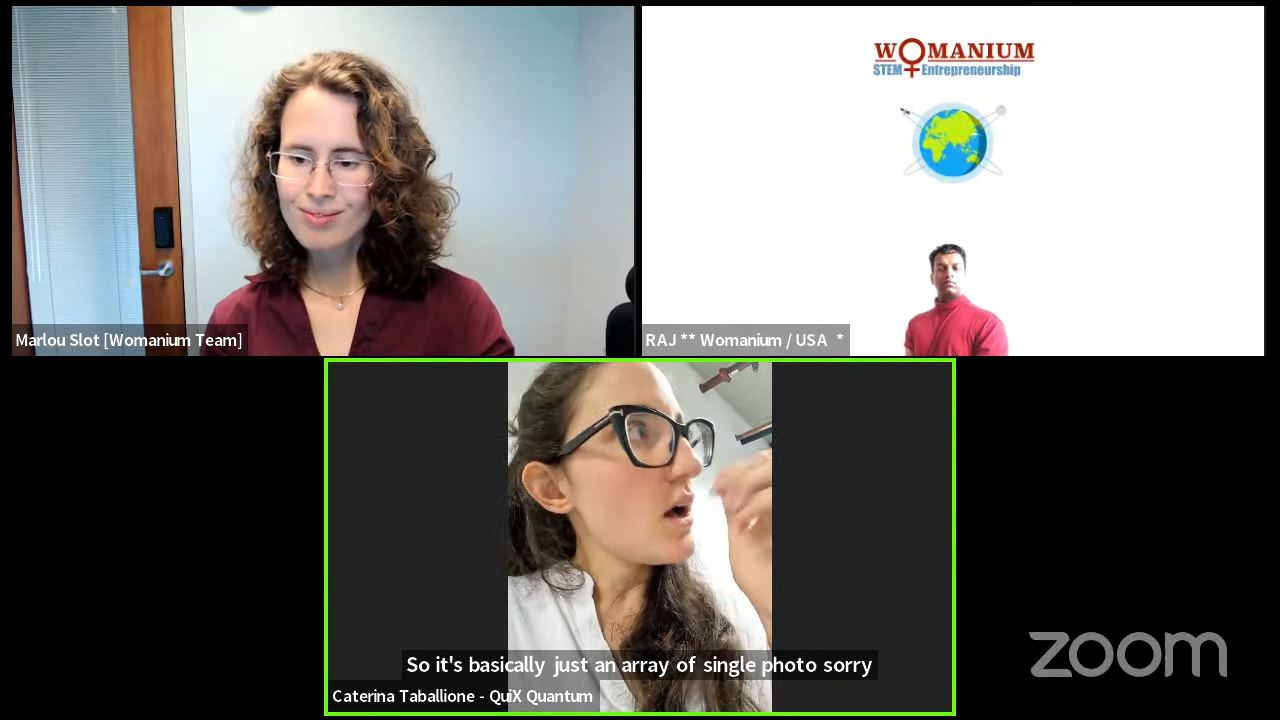 WOMANIUM
STEM Entrepreneurship
Marlou Slot [Womanium Team]
RAJ ** Womanium / USA *
So it's basically just an array of single photo sorry
Caterina Taballione - QuiX Quantum
zoom